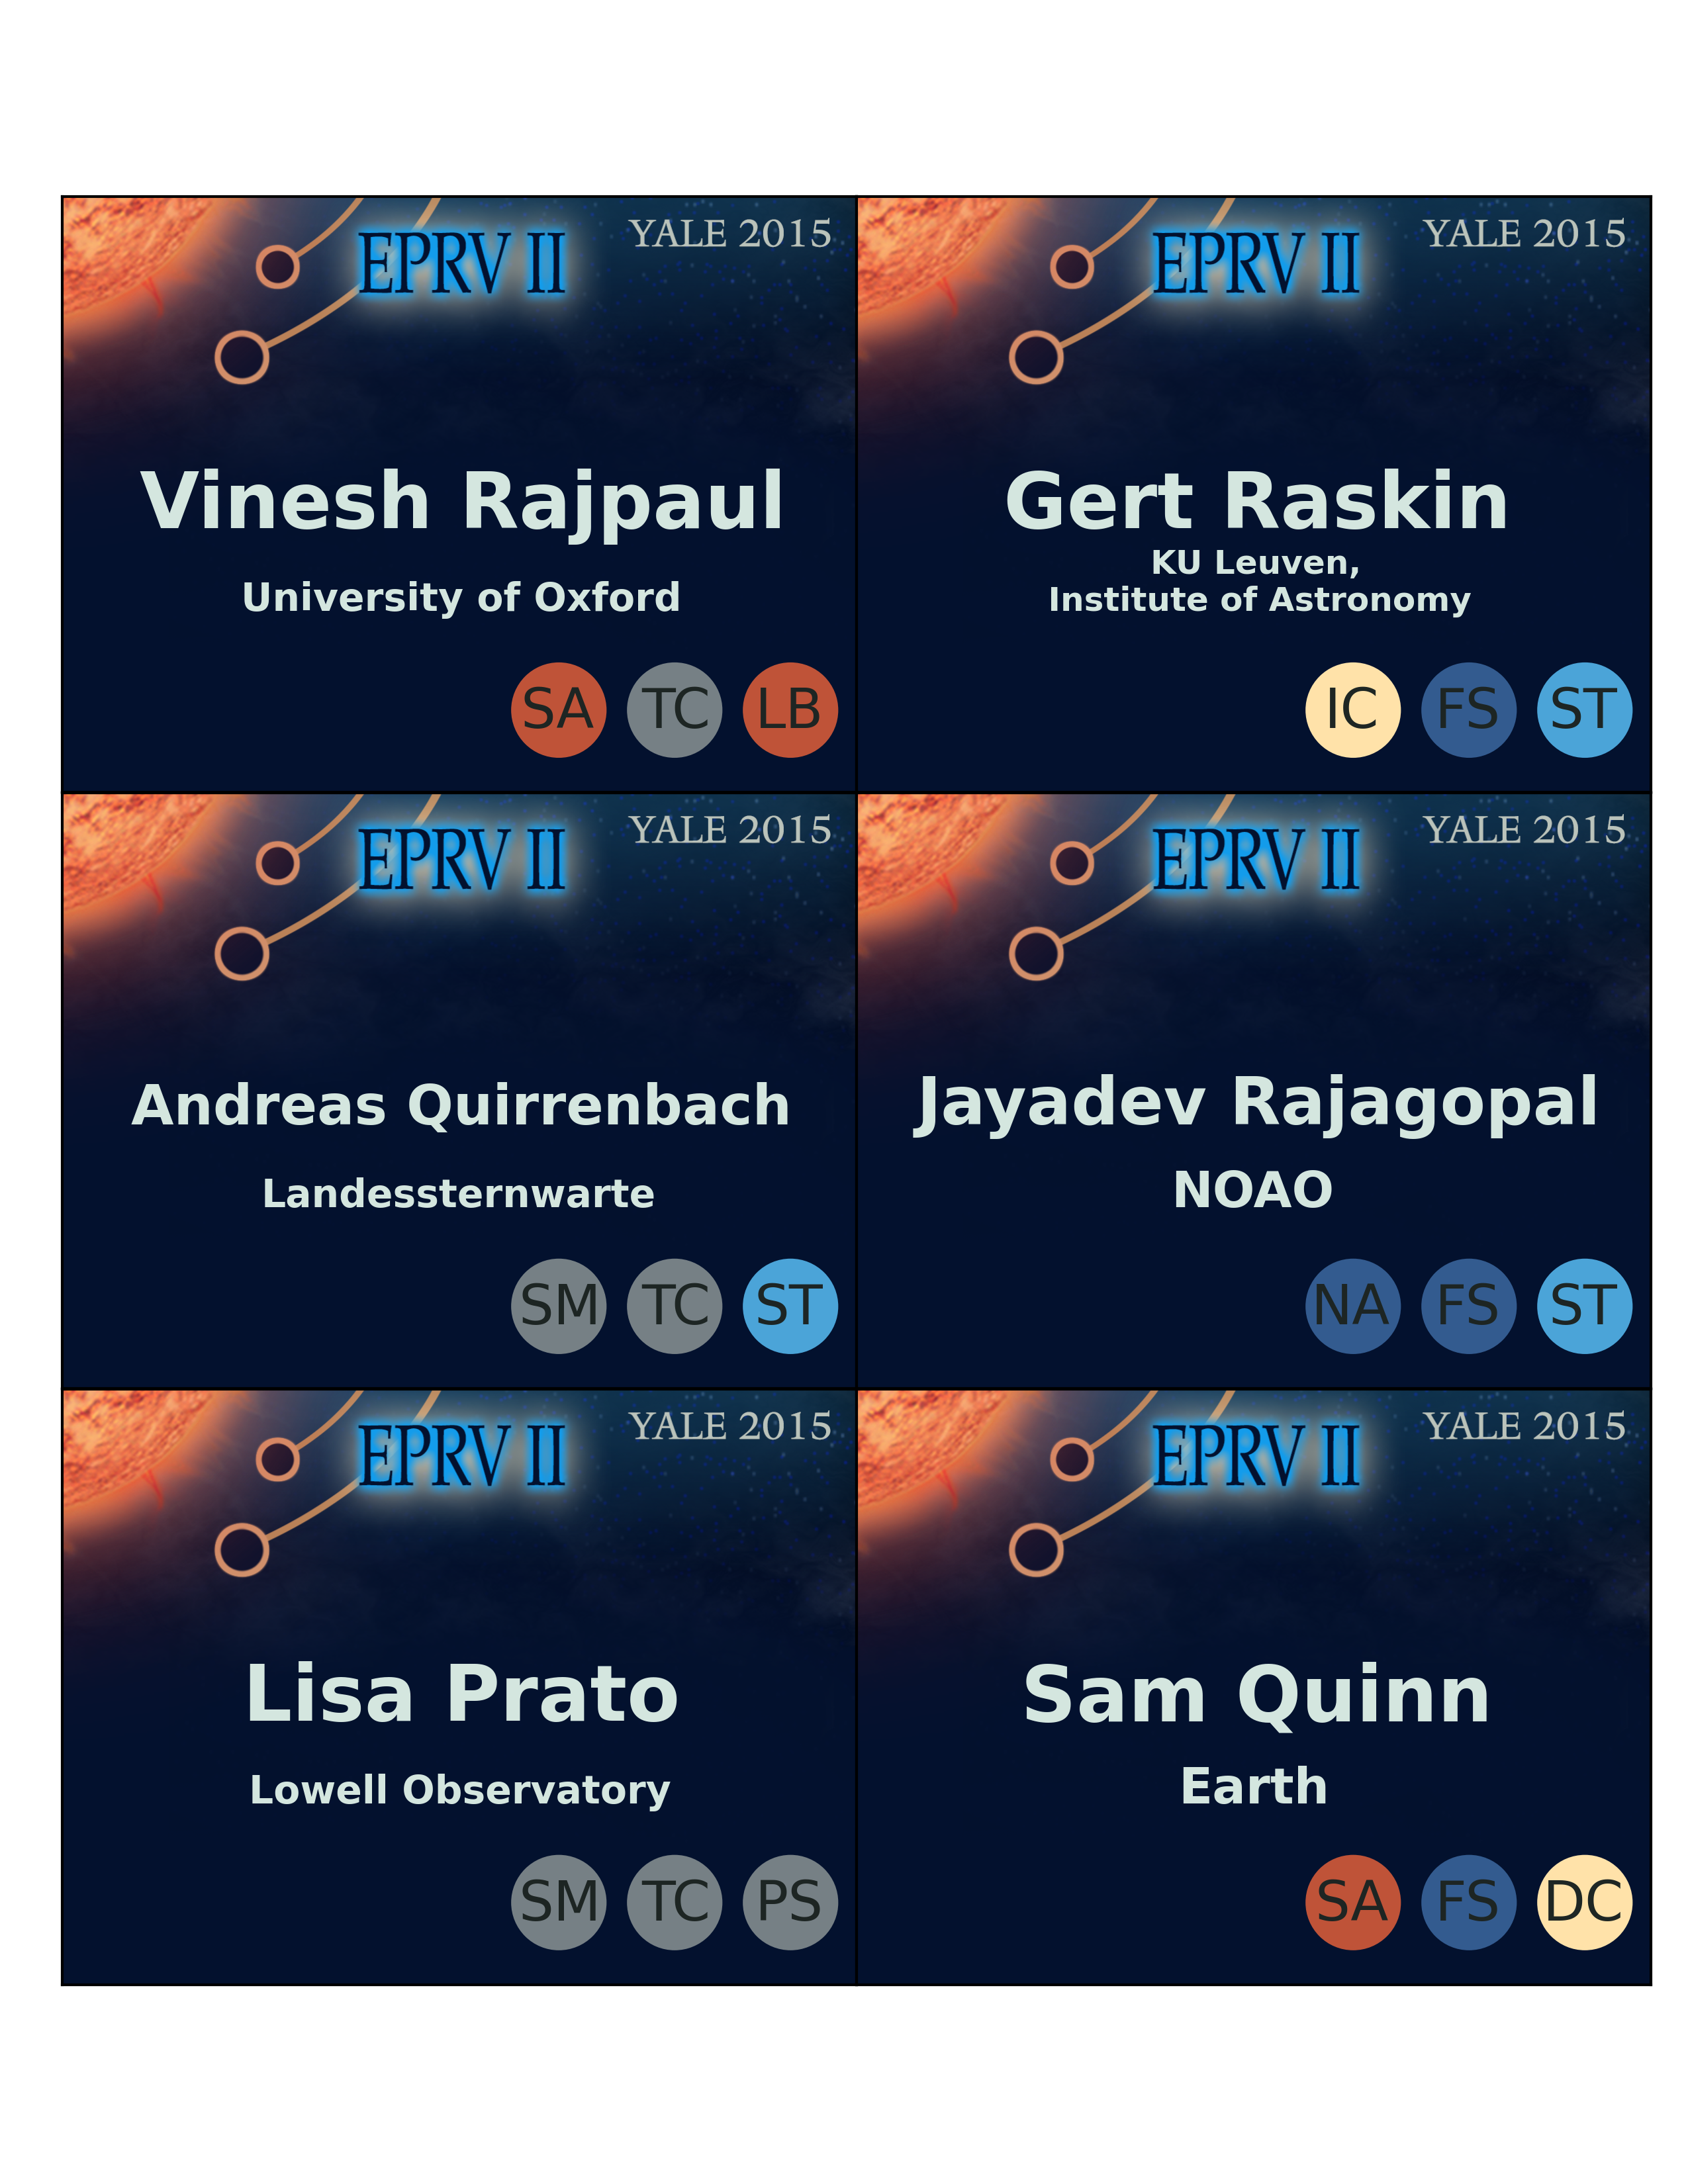 EPRV II
YALE 2015
Vinesh Rajpaul
University of Oxford
SA TC LB
EPRV II
YALE 2015
Gert Raskin
KU Leuven,
Institute of Astronomy
IC FS ST
EPRV II
YALE 2015
Andreas Quirrenbach
Landessternwarte
SM TC ST
EPRV II
YALE 2015
Jayadev Rajagopal
NOAO
NA FS ST
EPRV II
YALE 2015
Lisa Prato
Lowell Observatory
SM TC PS
EPRV II
YALE 2015
Sam Quinn
Earth
SA FS DC